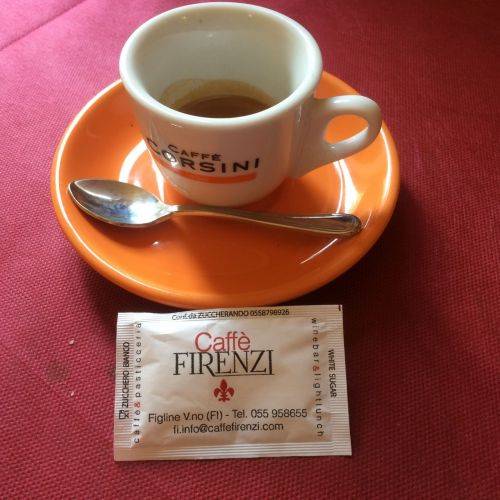 CAFFÈ
CORSINI
Conf. da ZUCCHERANDO 0558798926
ZUCCHERO BIANCO
caffè&pasticceria
Caffè
FIRENZI
Figline V.no (FI) - Tel. 055 958655
fi.info@caffefirenzi.com
winebar&lightlunch
WHITE SUGAR